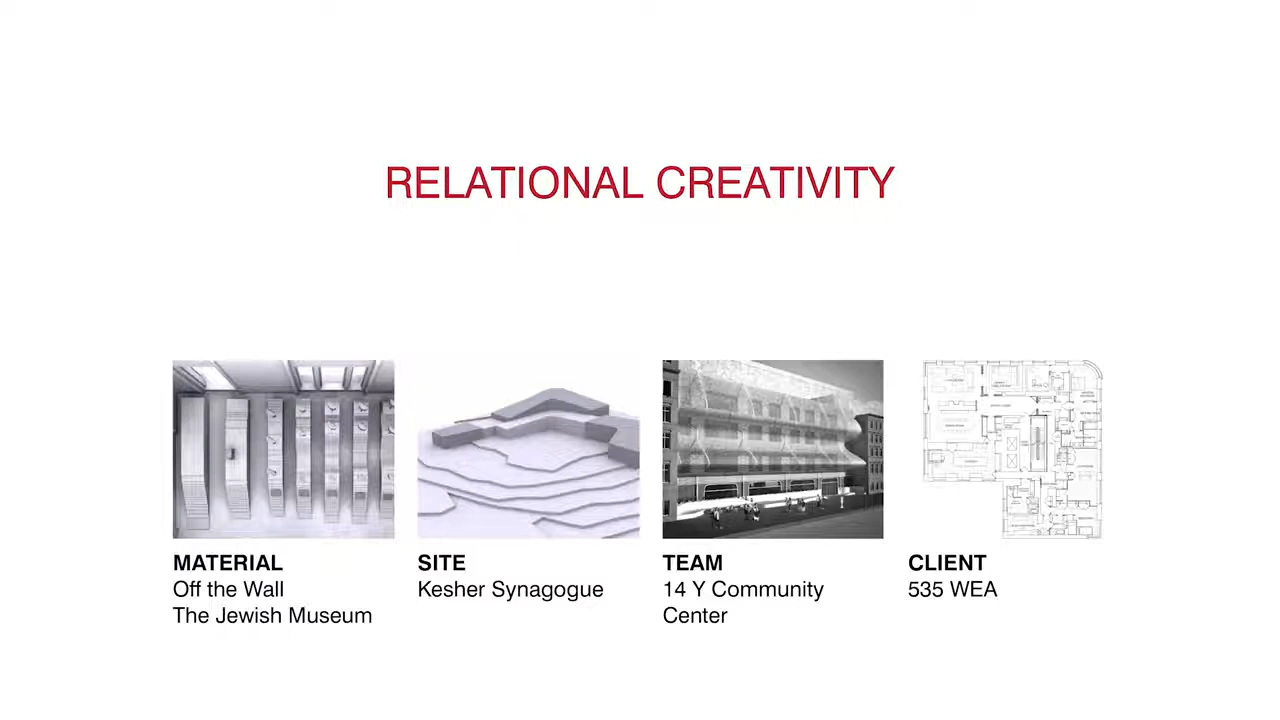 RELATIONAL CREATIVITY
MATERIAL
Off the Wall
The Jewish Museum
SITE
Kesher Synagogue
TEAM
14 Y Community
Center
CLIENT
535 WEA